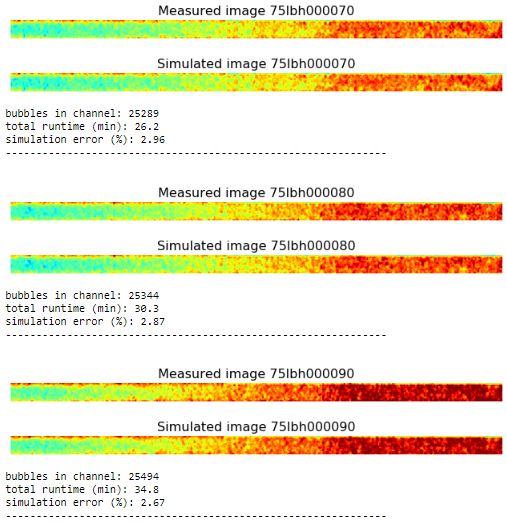 Measured image 75lbh000070
Simulated image 75lbh000070
bubbles in channel: 25289
total runtime (min): 26.2
simulation error (%): 2.96
--------------------------------------------------------------
Measured image 75lbh000080
Simulated image 75lbh000080
bubbles in channel: 25344
total runtime (min): 30.3
simulation error (%): 2.87
--------------------------------------------------------------
Measured image 75lbh000090
Simulated image 75lbh000090
bubbles in channel: 25494
total runtime (min): 34.8
simulation error (%): 2.67
--------------------------------------------------------------